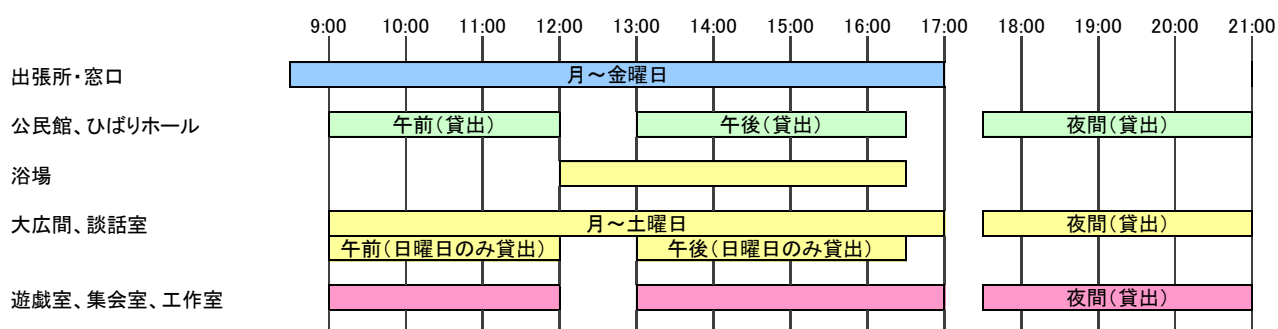 9:00 10:00 11:00 12:00 13:00 14:00 15:00 16:00 17:00 18:00 19:00 20:00 21:00
出張所・窓口 月～金曜日
公民館、ひばりホール 午前(貸出) 午後(貸出) 夜間(貸出)
浴場
大広間、談話室 月～土曜日 夜間(貸出)
午前(日曜日のみ貸出) 午後(日曜日のみ貸出)
遊戯室、集会室、工作室 夜間(貸出)